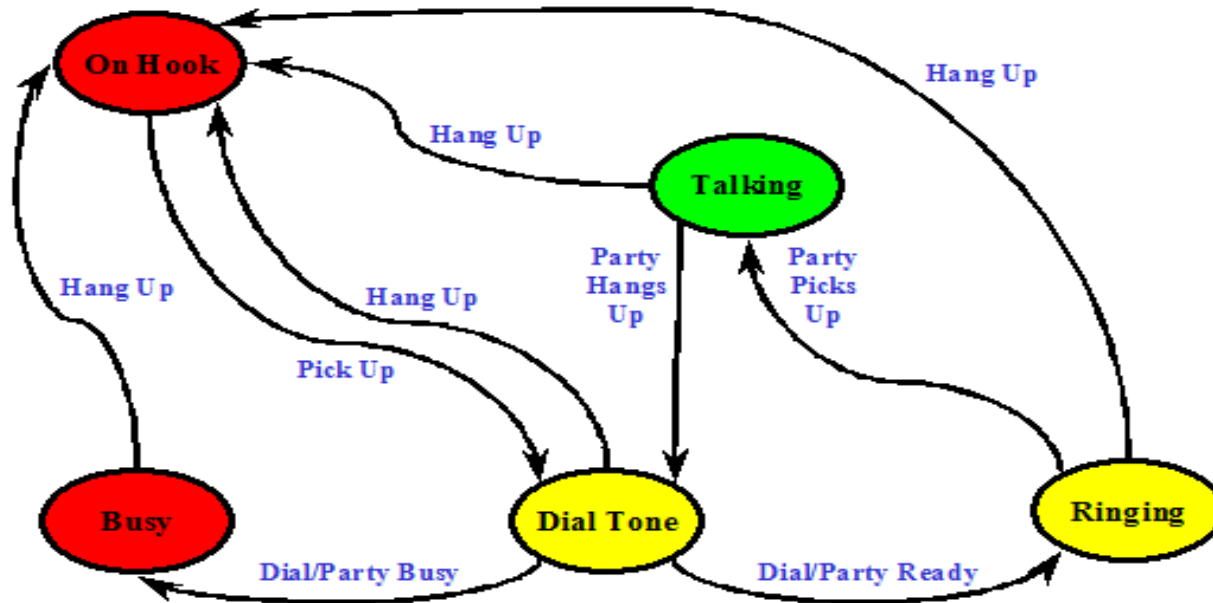 On Hook
Hang Up
Hang Up
Talking
Party
Hangs
Up
Party
Picks
Up
Hang Up
Hang Up
Pick Up
Busy
Dial Tone
Ringing
Dial/Party Busy
Dial/Party Ready